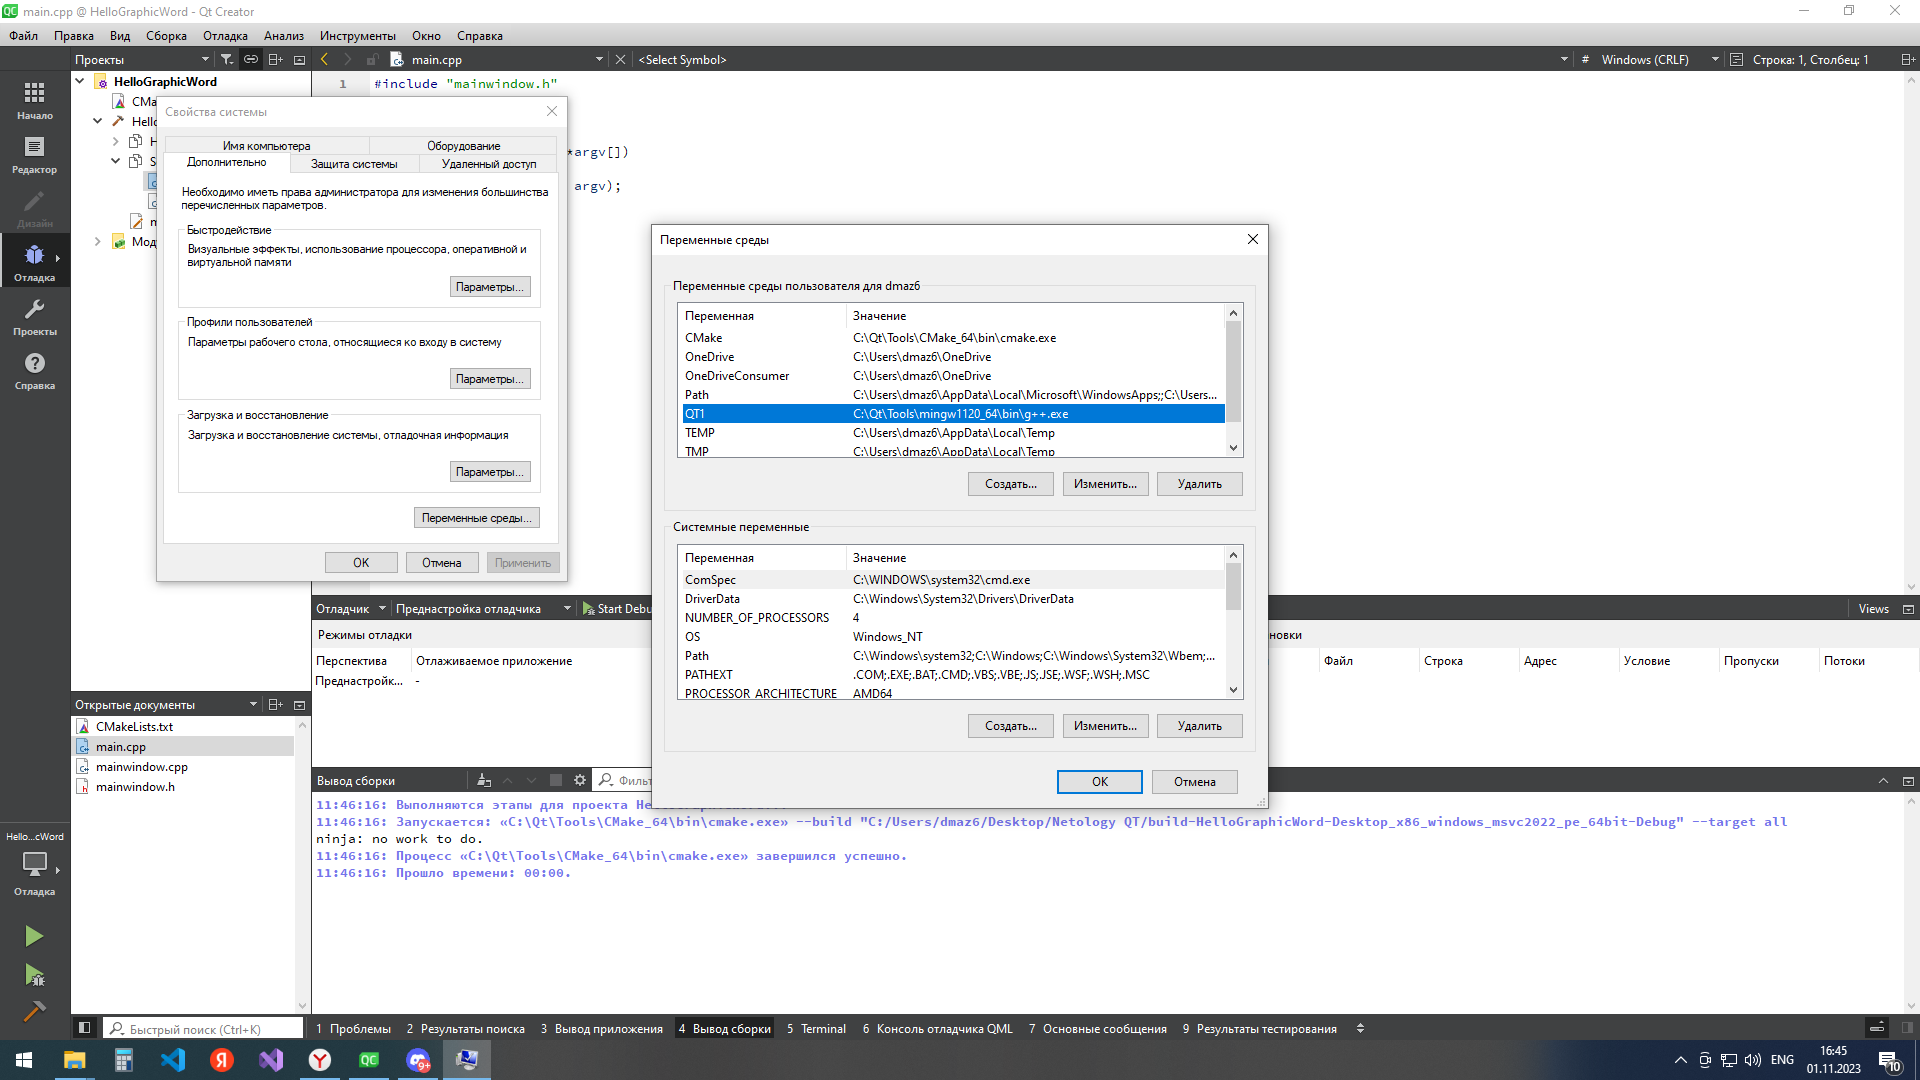 main.cpp @ HelloGraphicWord - Qt Creator
Файл Правка Вид Сборка Отладка Анализ Инструменты Окно Справка
Проекты
main.cpp
<Select Symbol>
# Windows (CRLF)
Строка: 1, Столбец: 1
HelloGraphicWord
1
#include "mainwindow.h"
*argv[])
argv);
Начало
Редактор
Дизайн
Отладка
Проекты
Справка
Свойства системы
Имя компьютера
Оборудование
Дополнительно
Защита системы
Удаленный доступ
Необходимо иметь права администратора для изменения большинства
перечисленных параметров.
Быстродействие
Визуальные эффекты, использование процессора, оперативной и
виртуальной памяти
Параметры...
Профили пользователей
Параметры рабочего стола, относящиеся ко входу в систему
Параметры...
Загрузка и восстановление
Загрузка и восстановление системы, отладочная информация
Параметры...
Переменные среды...
ОК
Отмена
Применить
Переменные среды
Переменные среды пользователя для dmaz6
Переменная Значение
CMake C:\Qt\Tools\CMake_64\bin\cmake.exe
OneDrive C:\Users\dmaz6\OneDrive
OneDriveConsumer C:\Users\dmaz6\OneDrive
Path C:\Users\dmaz6\AppData\Local\Microsoft\WindowsApps;;C:\Users...
QT1 C:\Qt\Tools\mingw1120_64\bin\g++.exe
TEMP C:\Users\dmaz6\AppData\Local\Temp
TMP C:\Users\dmaz6\AppData\Local\Temp
Создать... Изменить... Удалить
Системные переменные
Переменная Значение
ComSpec C:\WINDOWS\system32\cmd.exe
DriverData C:\Windows\System32\Drivers\DriverData
NUMBER_OF_PROCESSORS 4
OS Windows_NT
Path C:\Windows\system32;C:\Windows;C:\Windows\System32\Wbem;...
PATHEXT .COM;.EXE;.BAT;.CMD;.VBS;.VBE;.JS;.JSE;.WSF;.WSH;.MSC
PROCESSOR_ARCHITECTURE AMD64
Создать... Изменить... Удалить
ОК Отмена
Отладчик
Преднастройка отладчика
Start Debu
Views
Режимы отладки
новки
Перспектива Отлаживаемое приложение
Преднастройк... -
Файл Строка Адрес Условие Пропуски Потоки
Открытые документы
CMakeLists.txt
main.cpp
mainwindow.cpp
mainwindow.h
Вывод сборки
Фильт
11:46:16: Выполняются этапы для проекта HelloGraphicWord...
11:46:16: Запускается: «C:\Qt\Tools\CMake_64\bin\cmake.exe» --build "C:/Users/dmaz6/Desktop/Netology QT/build-HelloGraphicWord-Desktop_x86_windows_msvc2022_pe_64bit-Debug" --target all
ninja: no work to do.
11:46:16: Процесс «C:\Qt\Tools\CMake_64\bin\cmake.exe» завершился успешно.
11:46:16: Прошло времени: 00:00.
Hello...cWord
Отладка
Быстрый поиск (Ctrl+K)
1 Проблемы 2 Результаты поиска 3 Вывод приложения 4 Вывод сборки 5 Terminal 6 Консоль отладчика QML 7 Основные сообщения 9 Результаты тестирования
9+
ENG
16:45
01.11.2023
10